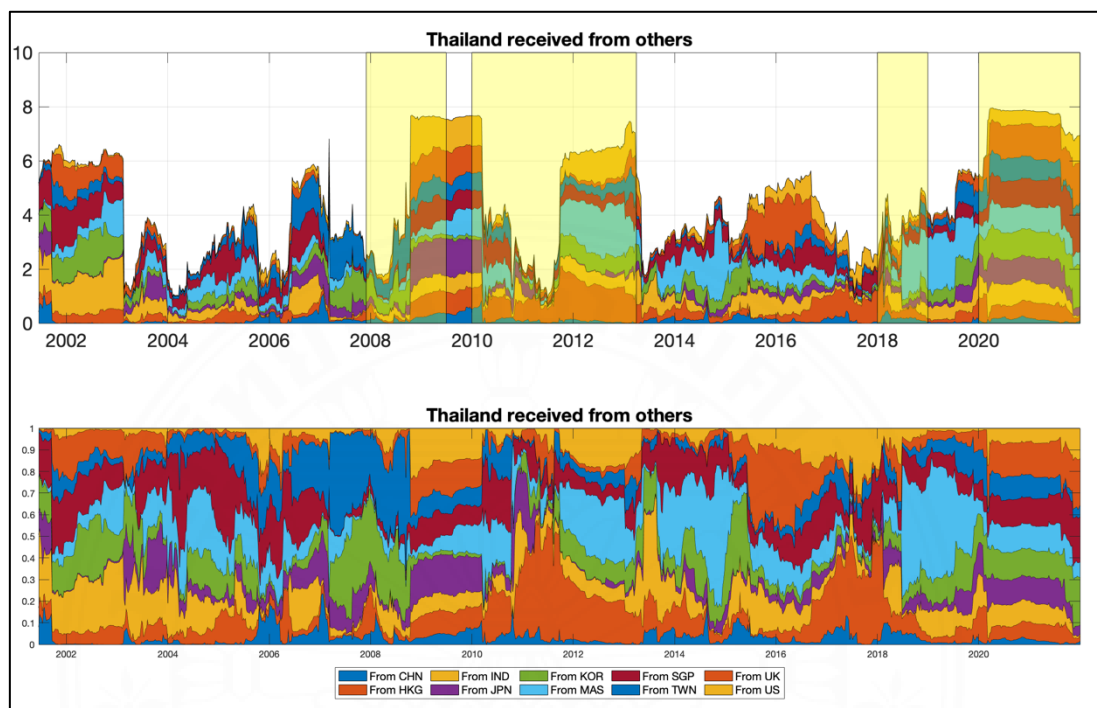 Thailand received from others
10
8
6
4
2
0
2002 2004 2006 2008 2010 2012 2014 2016 2018 2020
Thailand received from others
1
0.9
0.8
0.7
0.6
0.5
0.4
0.3
0.2
0.1
0
2002 2004 2006 2008 2010 2012 2014 2016 2018 2020
From CHN From IND From KOR From SGP From UK
From HKG From JPN From MAS From TWN From US